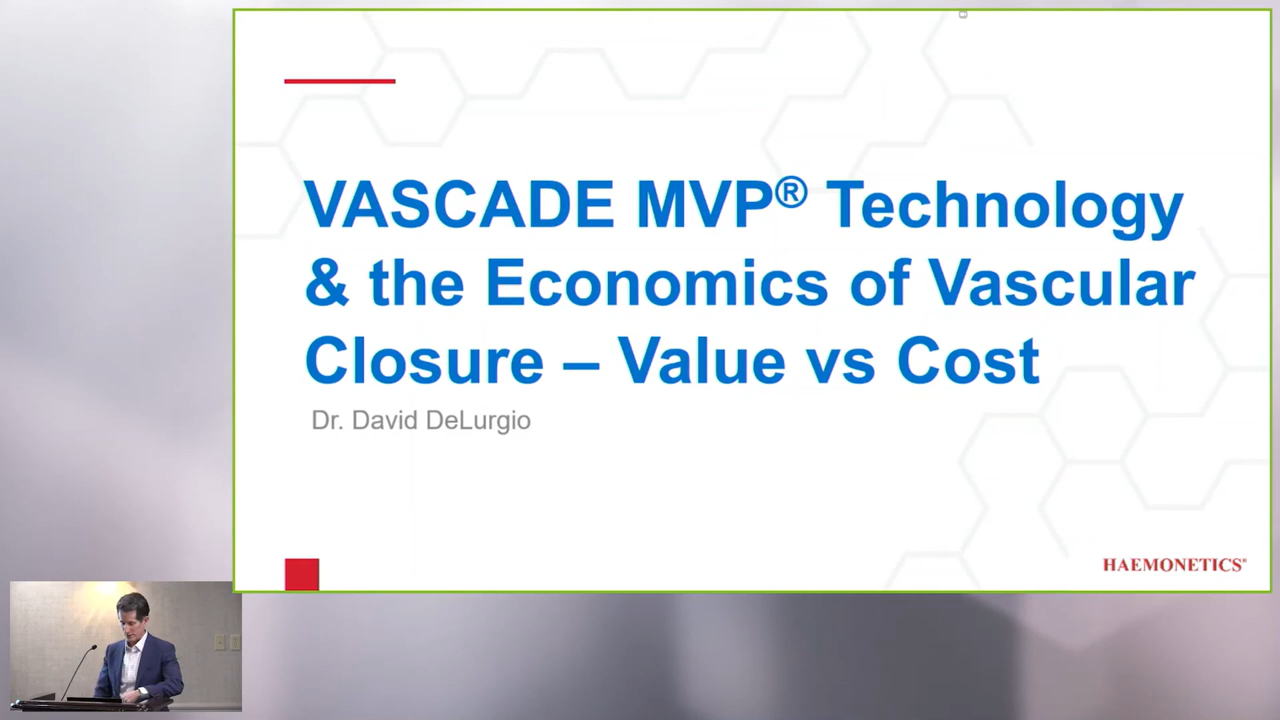 VASCADE MVP® Technology
& the Economics of Vascular
Closure – Value vs Cost
Dr. David DeLurgio
HAEMONETICS®